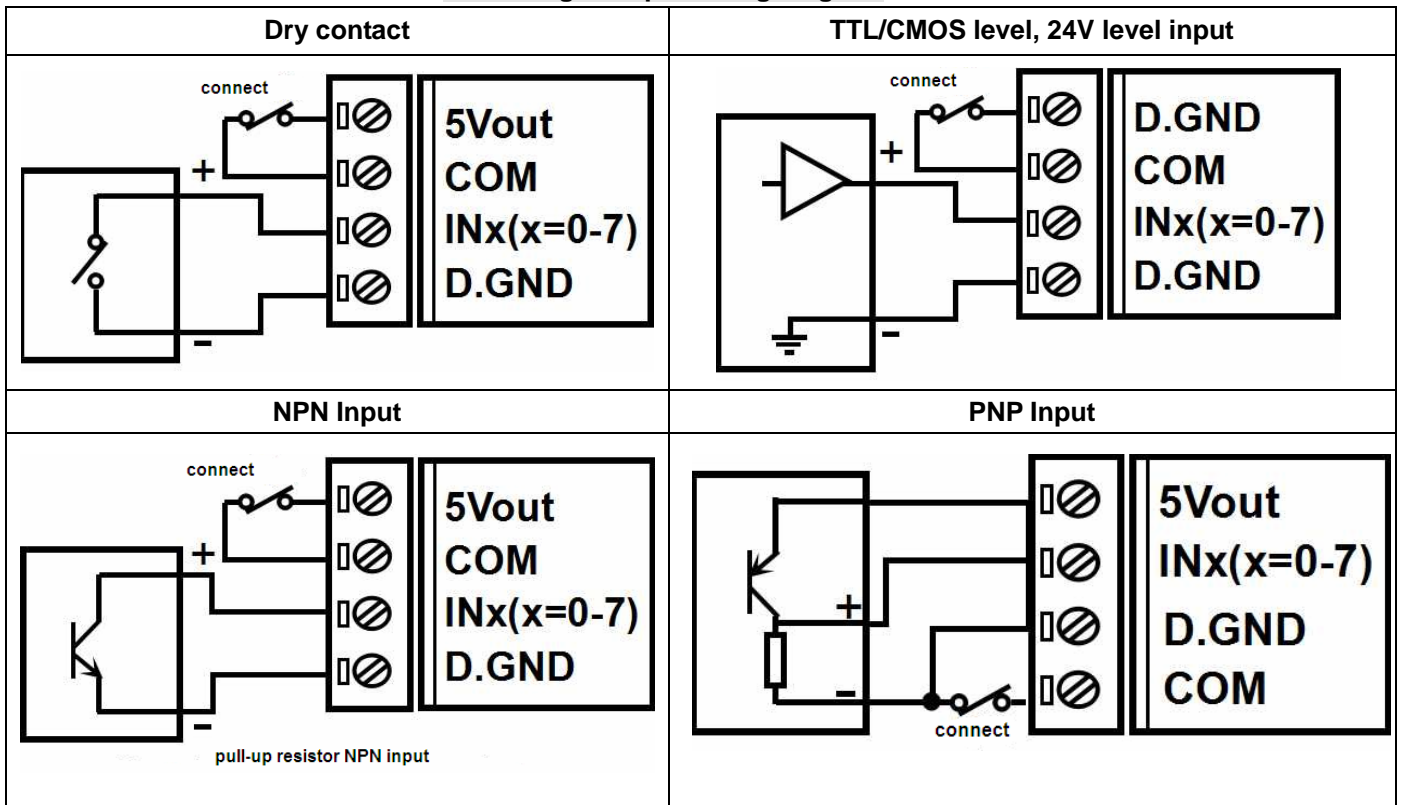 Dry contact
TTL/CMOS level, 24V level input
connect
5Vout
COM
INx(x=0-7)
D.GND
+
-
connect
D.GND
COM
INx(x=0-7)
D.GND
+
-
NPN Input
PNP Input
connect
5Vout
COM
INx(x=0-7)
D.GND
+
-
pull-up resistor NPN input
5Vout
INx(x=0-7)
D.GND
COM
+
-
connect